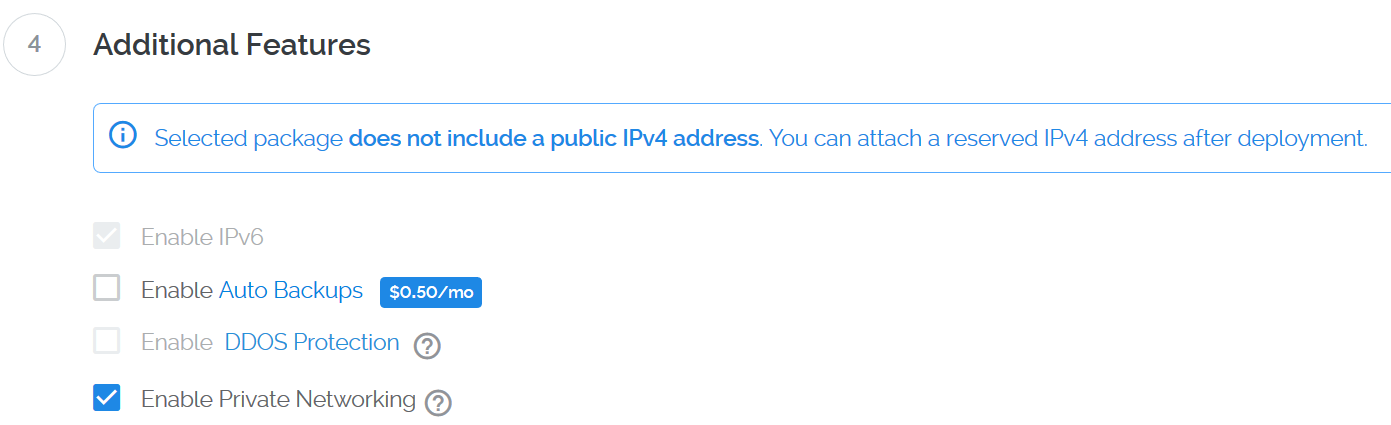 4
Additional Features
Selected package does not include a public IPv4 address. You can attach a reserved IPv4 address after deployment.
Enable IPv6
Enable Auto Backups $0.50/mo
Enable DDOS Protection ?
Enable Private Networking ?